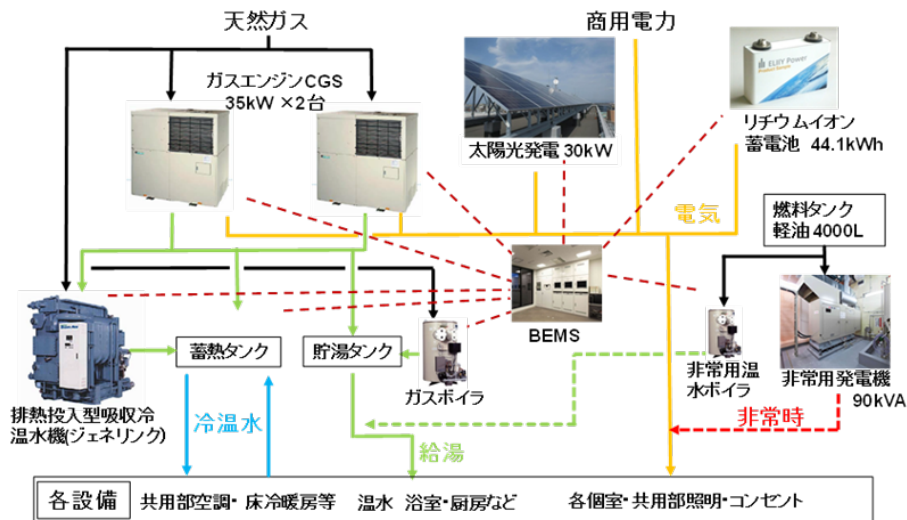 天然ガス
商用電力
ガスエンジンCGS
35kW ×2台
ELIIY Power
太陽光発電 30kW
リチウムイオン
蓄電池 44.1kWh
電気
燃料タンク
軽油 4000L
BEMS
蓄熱タンク
貯湯タンク
ガスボイラ
非常用温
水ボイラ
非常用発電機
90kVA
排熱投入型吸収冷
温水機(ジェネリンク)
冷温水
給湯
非常時
各設備
共用部空調・床冷暖房等
温水 浴室・厨房など
各個室・共用部照明・コンセント